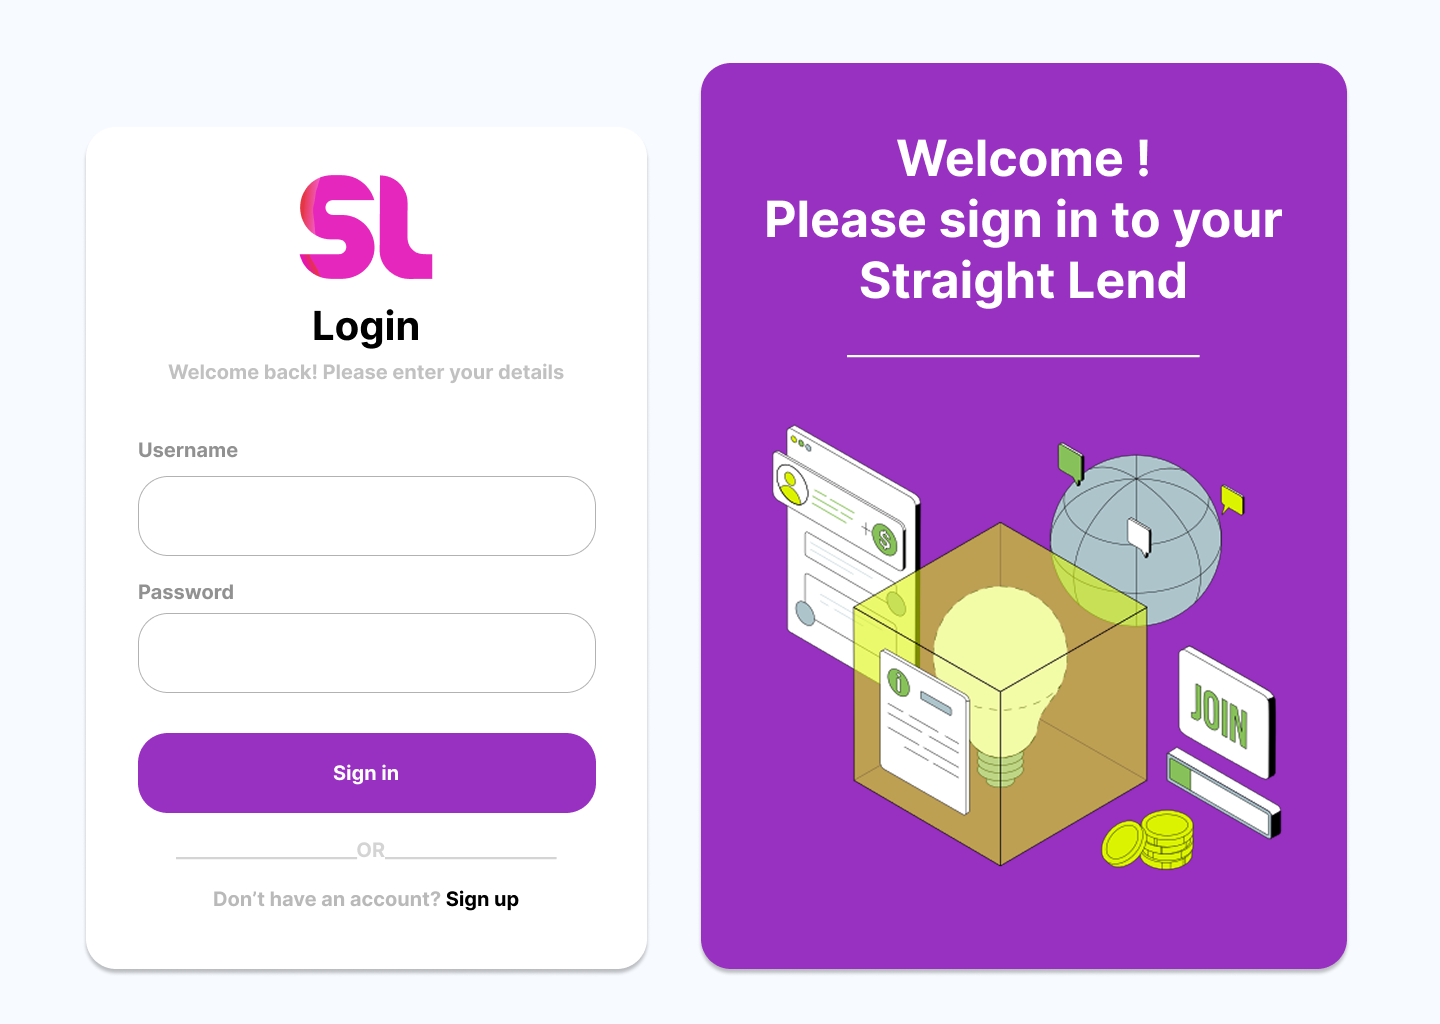 SL
Login
Welcome back! Please enter your details
Username
Password
Sign in
OR
Don’t have an account? Sign up
Welcome !
Please sign in to your
Straight Lend
$
i
JOIN